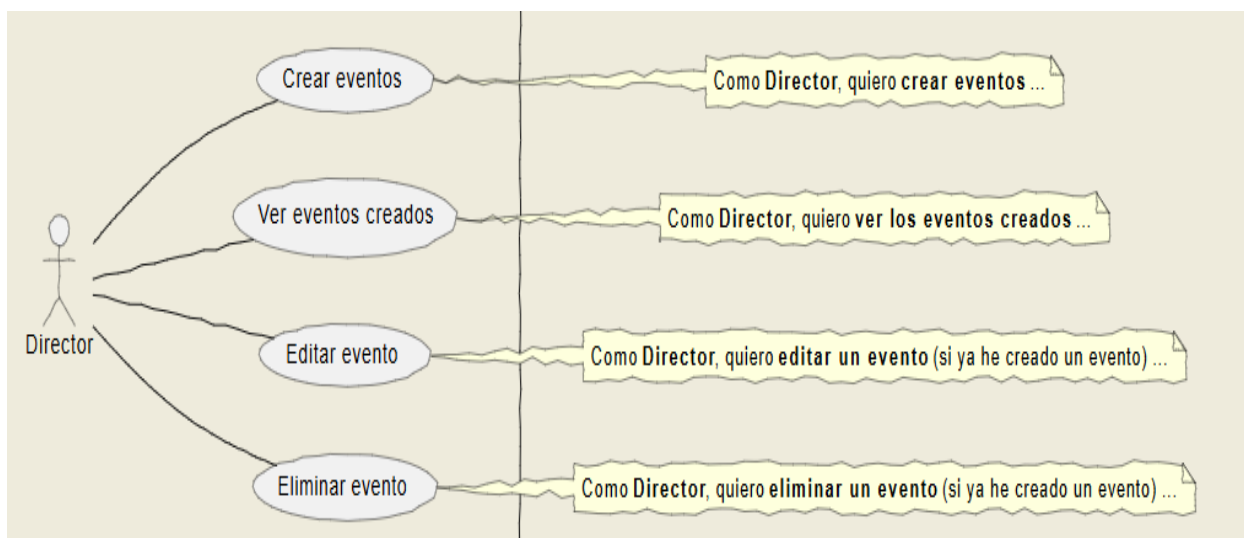 Crear eventos
Como Director, quiero crear eventos ...
Ver eventos creados
Como Director, quiero ver los eventos creados ...
Director
Editar evento
Como Director, quiero editar un evento (si ya he creado un evento) ...
Eliminar evento
Como Director, quiero eliminar un evento (si ya he creado un evento) ...